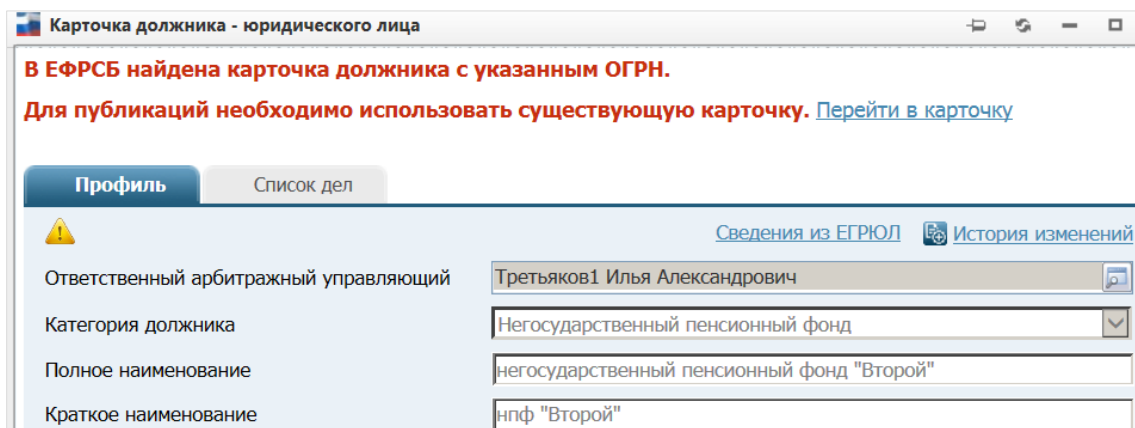 Карточка должника - юридического лица
В ЕФРСБ найдена карточка должника с указанным ОГРН.
Для публикаций необходимо использовать существующую карточку. Перейти в карточку
Профиль Список дел
Сведения из ЕГРЮЛ История изменений
Ответственный арбитражный управляющий Третьяков1 Илья Александрович
Категория должника Негосударственный пенсионный фонд
Полное наименование негосударственный пенсионный фонд "Второй"
Краткое наименование нпф "Второй"